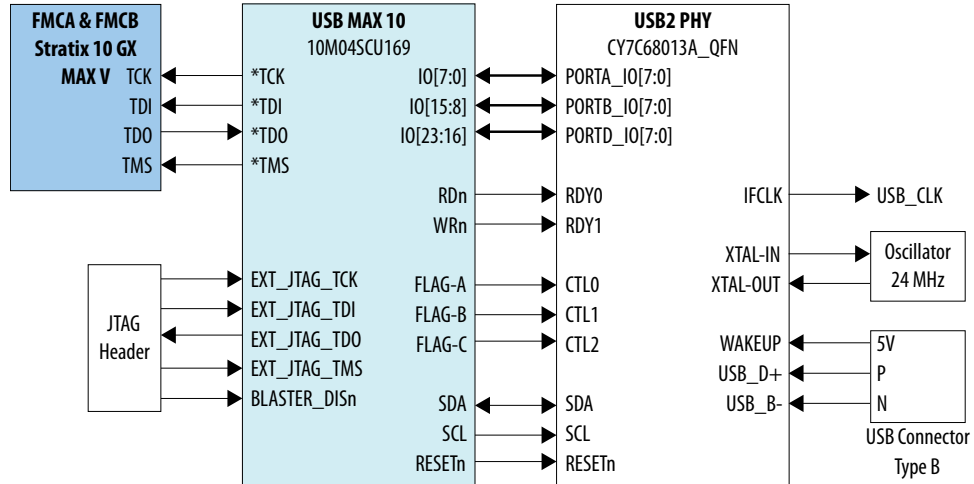 FMCA & FMCB
Stratix 10 GX
MAX V
TCK
TDI
TDO
TMS
USB MAX 10
10M04SCU169
*TCK
*TDI
*TDO
*TMS
IO[7:0]
IO[15:8]
IO[23:16]
RDn
WRn
EXT_JTAG_TCK
EXT_JTAG_TDI
EXT_JTAG_TDO
EXT_JTAG_TMS
BLASTER_DISn
FLAG-A
FLAG-B
FLAG-C
SDA
SCL
RESETn
JTAG
Header
USB2 PHY
CY7C68013A_QFN
PORTA_IO[7:0]
PORTB_IO[7:0]
PORTD_IO[7:0]
RDY0
RDY1
CTL0
CTL1
CTL2
SDA
SCL
RESETn
IFCLK
XTAL-IN
XTAL-OUT
WAKEUP
USB_D+
USB_B-
USB_CLK
Oscillator
24 MHz
5V
P
N
USB Connector
Type B